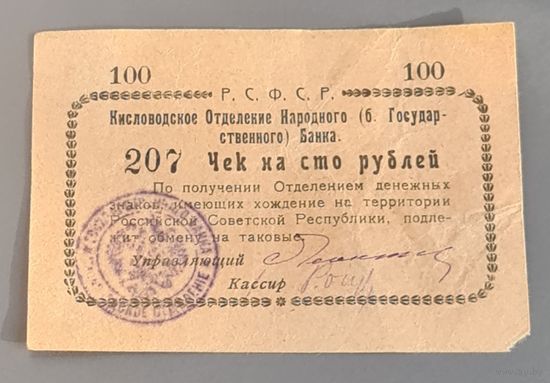 100 100
Р. С. Ф. С. Р.
Кисловодское Отделение Народного (б. Государ-
ственного) Банка.
207 Чек на сто рублей
По получении Отделением денежных
знаков, имеющих хождение на территории
Российской Советской Республики, подле-
жит обмену на таковые.
Управляющий
Кассир
ОТДЕЛЕНИЕ